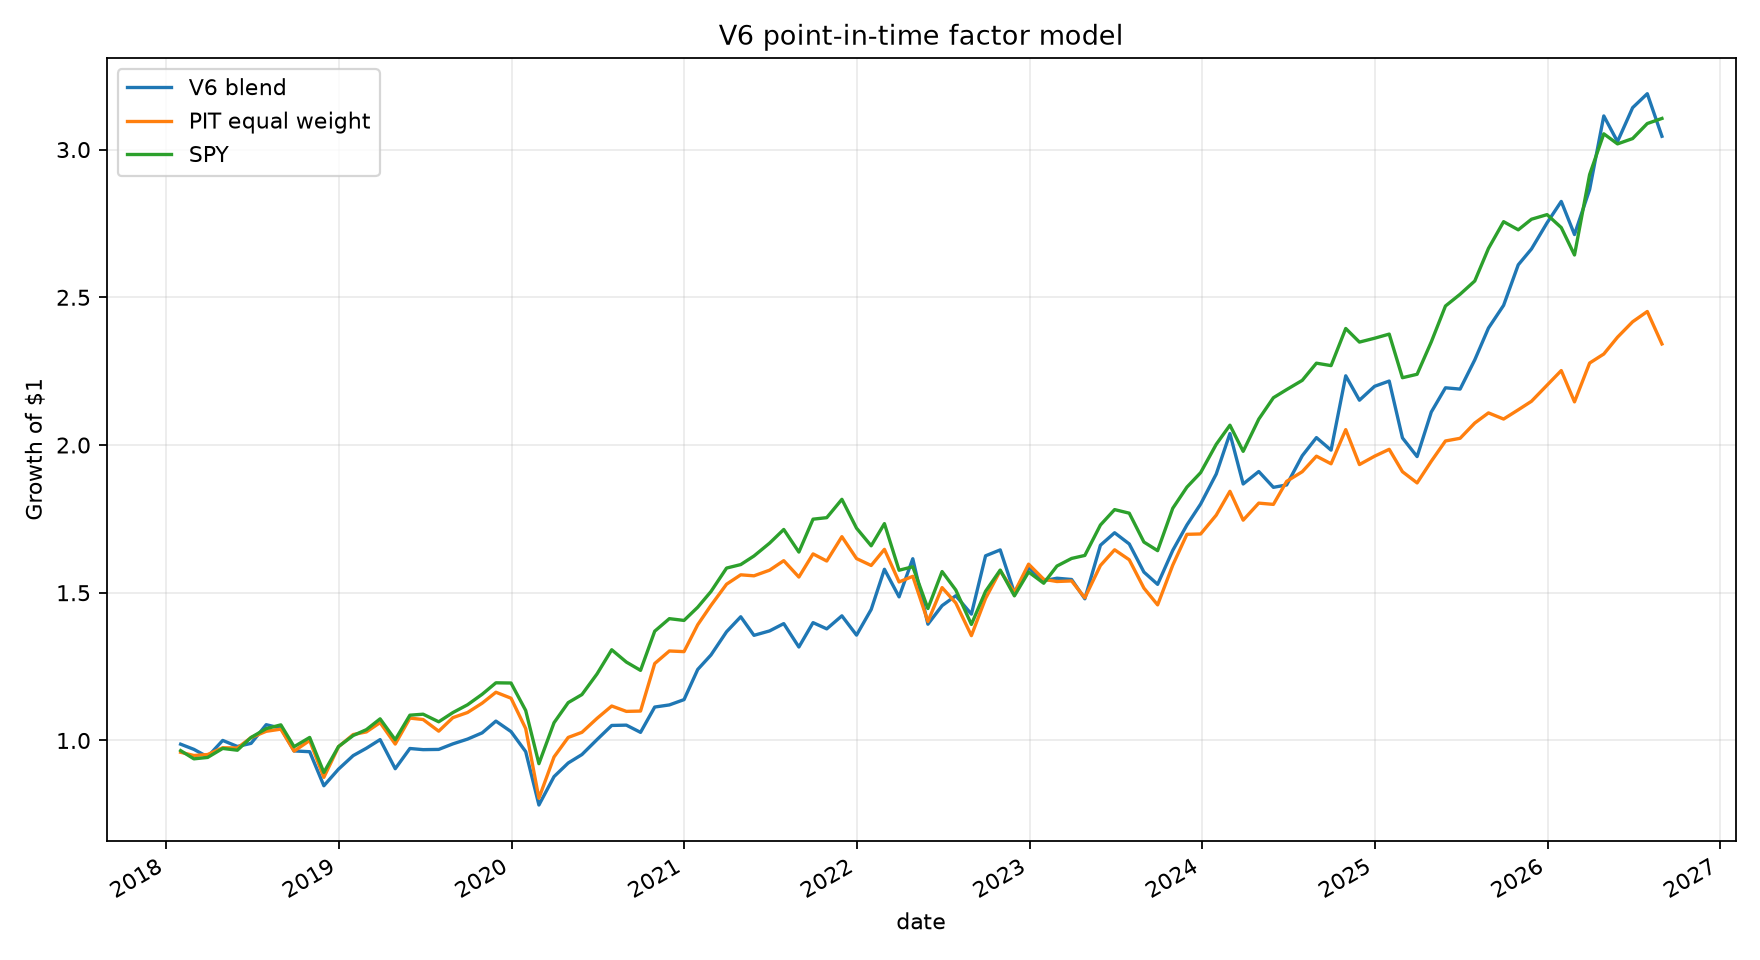 V6 point-in-time factor model
V6 blend
PIT equal weight
SPY
Growth of $1
3.0
2.5
2.0
1.5
1.0
2018
2019
2020
2021
2022
2023
2024
2025
2026
2027
date